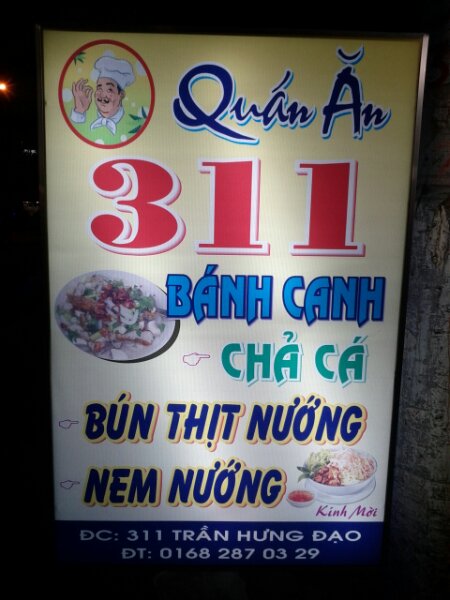 Quán Ăn
311
BÁNH CANH
CHẢ CÁ
BÚN THỊT NƯỚNG
NEM NƯỚNG
Kính Mời
ĐC: 311 TRẦN HƯNG ĐẠO
ĐT: 0168 287 03 29